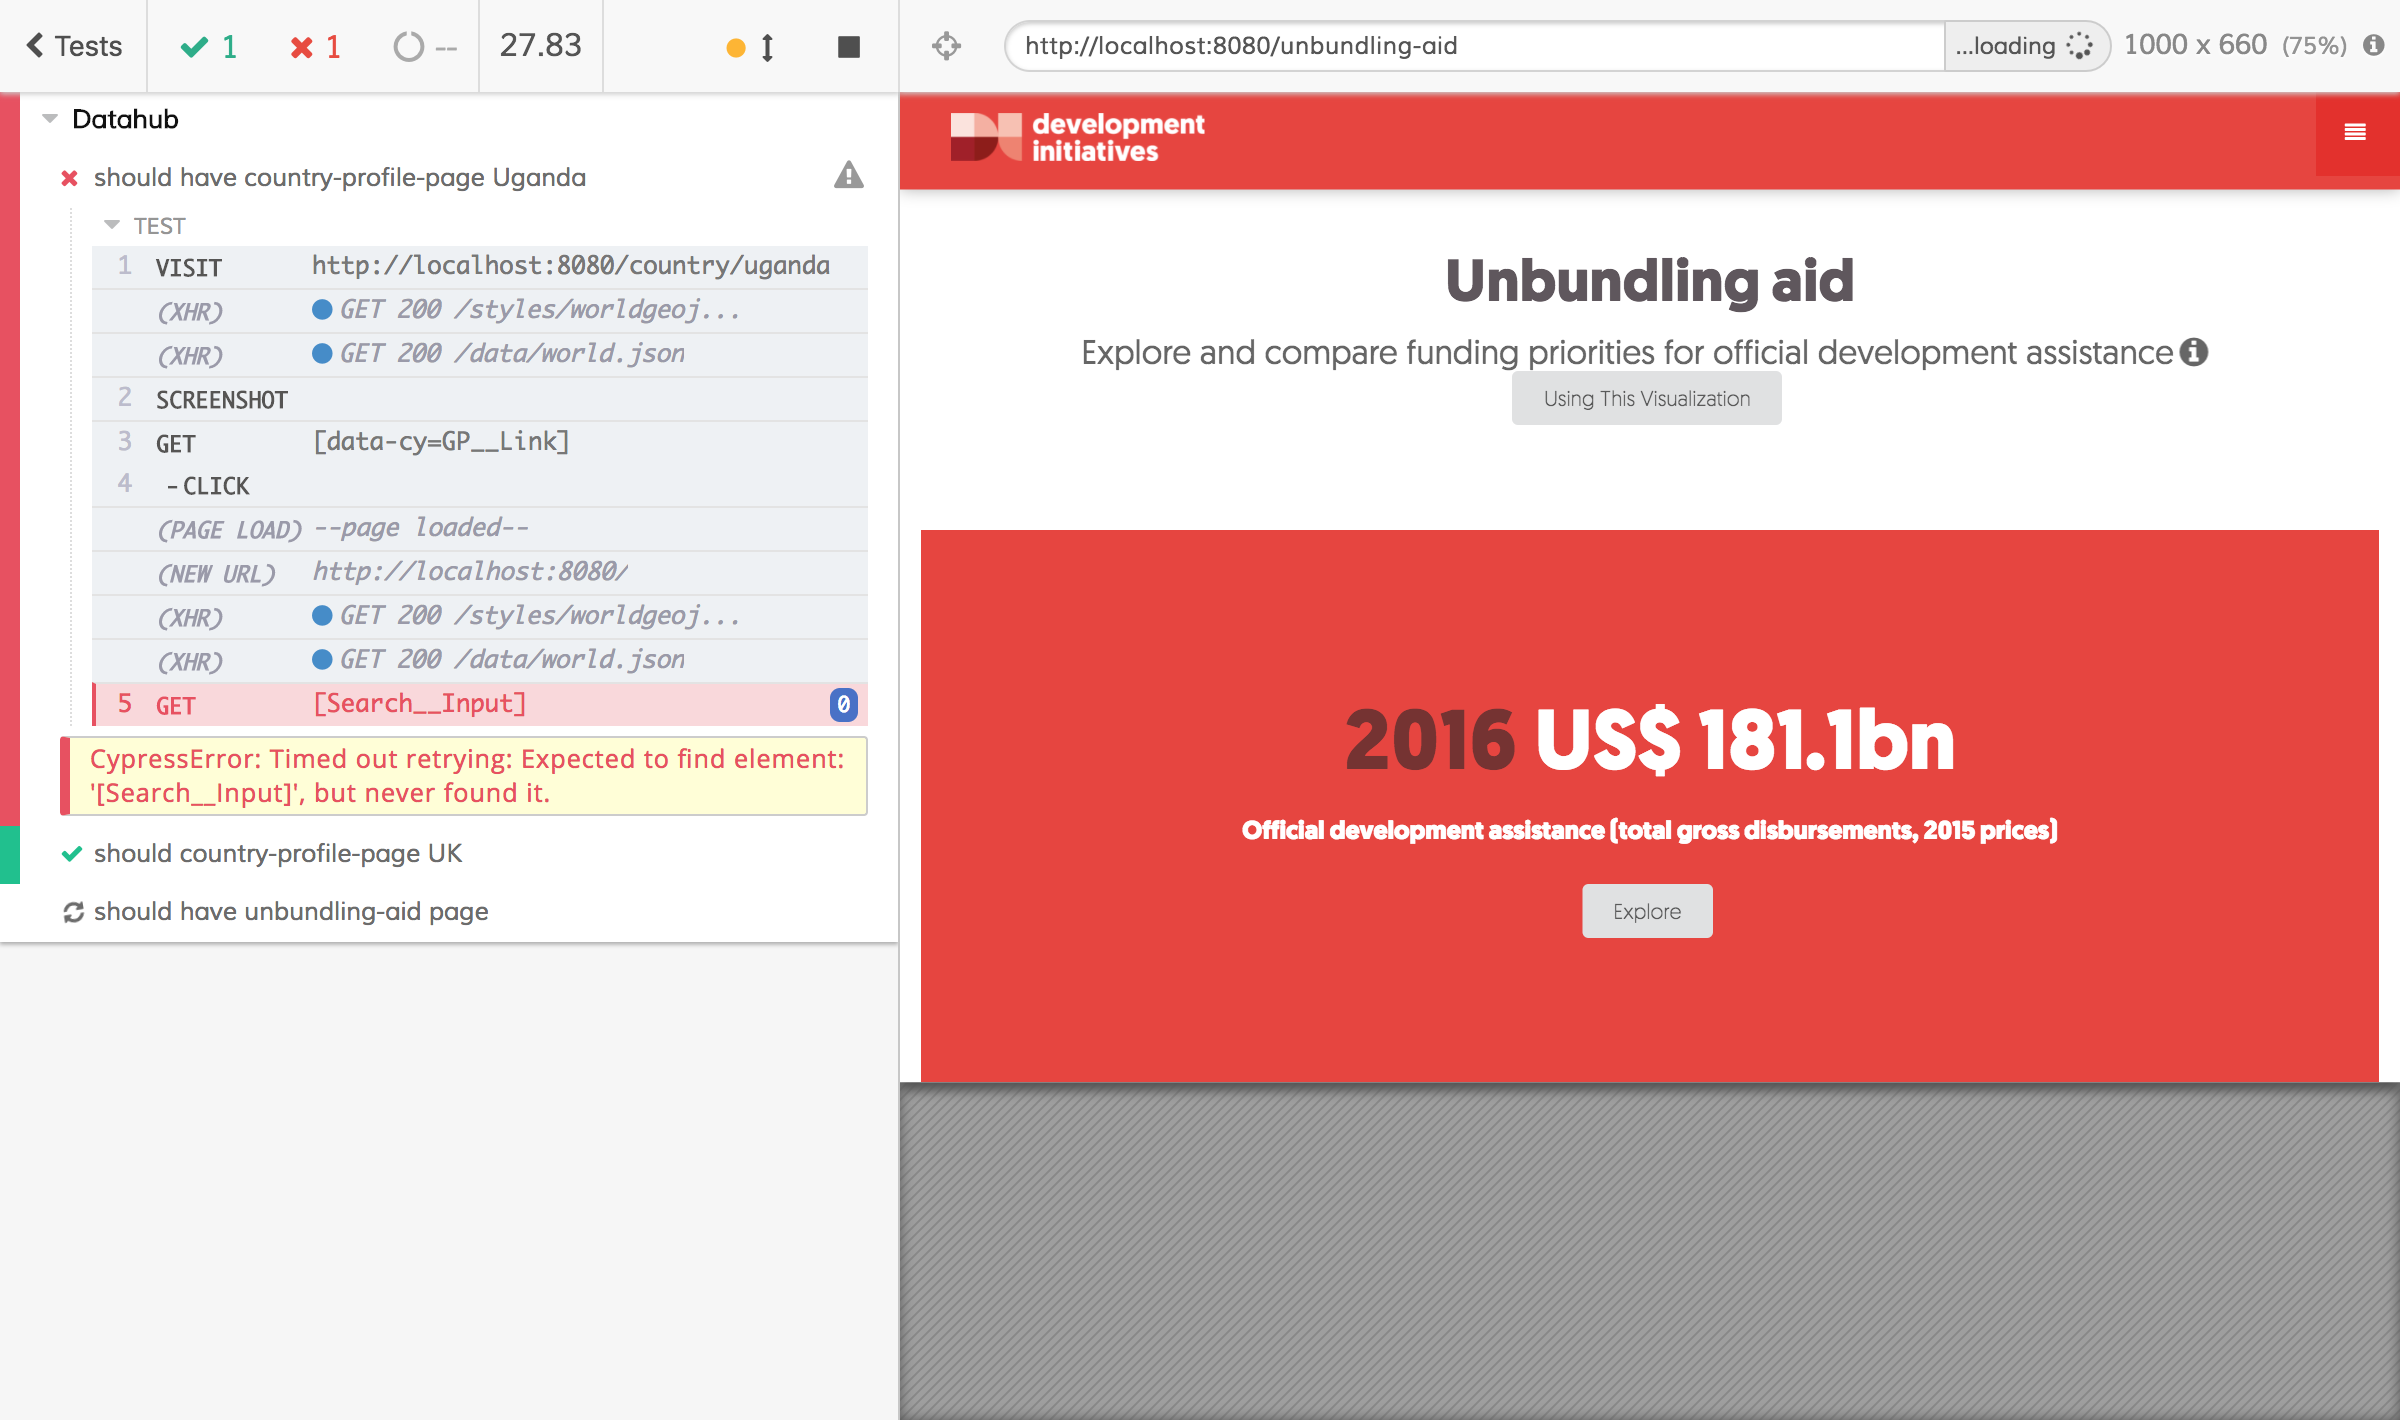 Tests
1
1
--
27.83
http://localhost:8080/unbundling-aid
...loading
1000 x 660 (75%)
Datahub
should have country-profile-page Uganda
TEST
1 VISIT http://localhost:8080/country/uganda
(XHR) GET 200 /styles/worldgeoj...
(XHR) GET 200 /data/world.json
2 SCREENSHOT
3 GET [data-cy=GP__Link]
4 -CLICK
(PAGE LOAD) --page loaded--
(NEW URL) http://localhost:8080/
(XHR) GET 200 /styles/worldgeoj...
(XHR) GET 200 /data/world.json
5 GET [Search__Input] 0
CypressError: Timed out retrying: Expected to find element:
'[Search__Input]', but never found it.
should country-profile-page UK
should have unbundling-aid page
development
initiatives
Unbundling aid
Explore and compare funding priorities for official development assistance
Using This Visualization
2016 US$ 181.1bn
Official development assistance (total gross disbursements, 2015 prices)
Explore